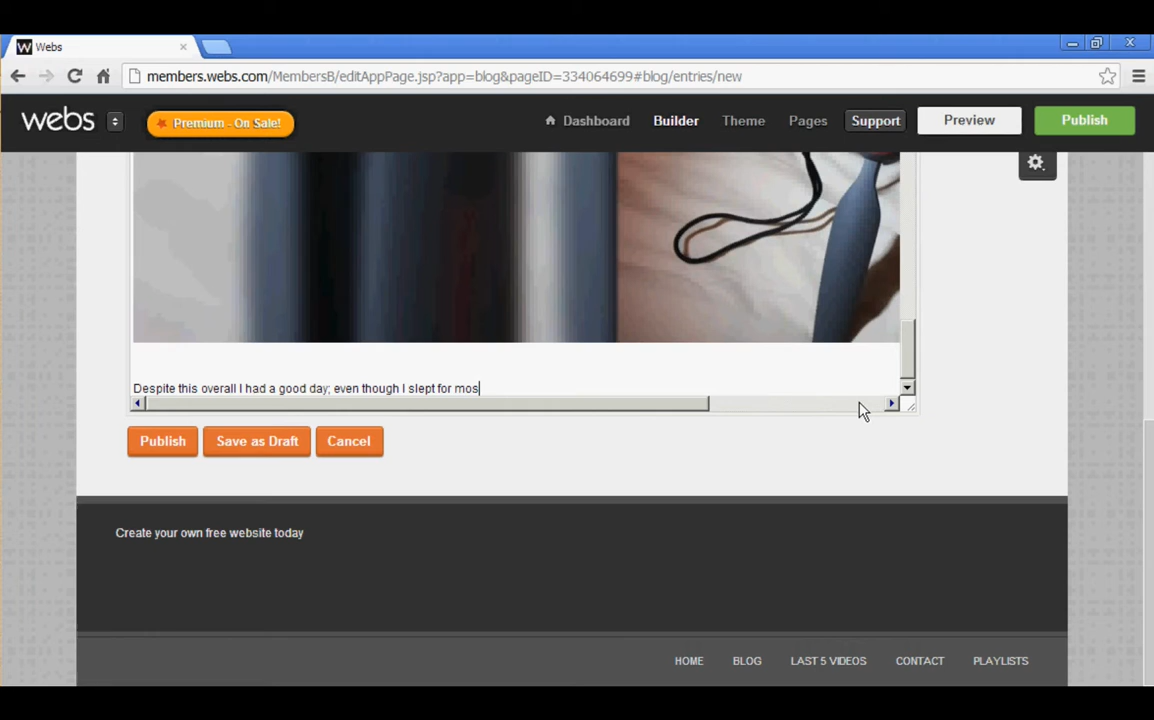 Webs
members.webs.com/MembersB/editAppPage.jsp?app=blog&pageID=334064699#blog/entries/new
webs
Premium - On Sale!
Dashboard
Builder
Theme
Pages
Support
Preview
Publish
Despite this overall I had a good day; even though I slept for mos
Publish
Save as Draft
Cancel
Create your own free website today
HOME
BLOG
LAST 5 VIDEOS
CONTACT
PLAYLISTS